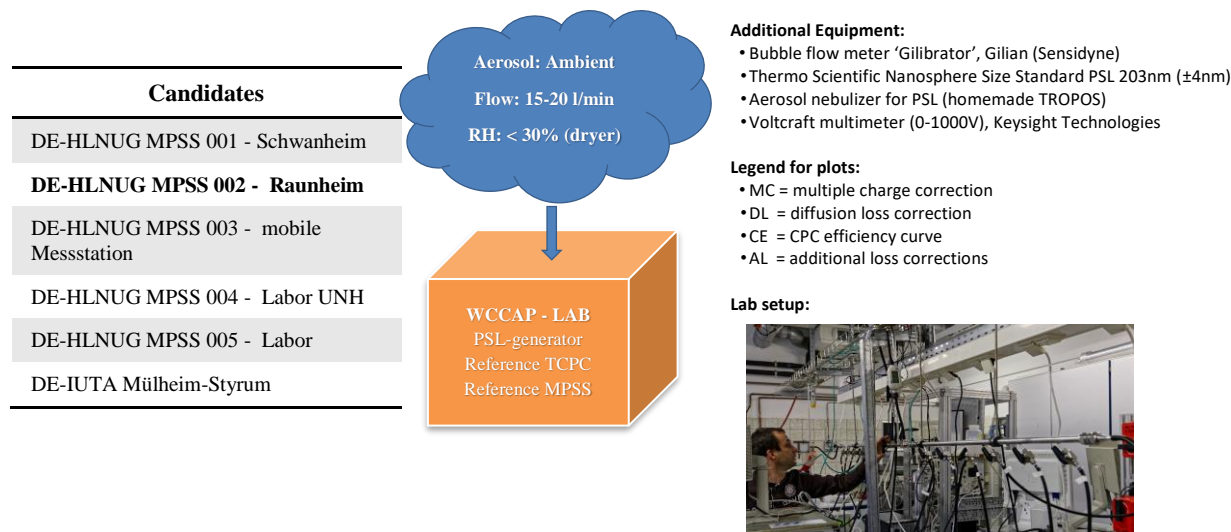 Candidates
DE-HLNUG MPSS 001 - Schwanheim
DE-HLNUG MPSS 002 - Raunheim
DE-HLNUG MPSS 003 - mobile
Messstation
DE-HLNUG MPSS 004 - Labor UNH
DE-HLNUG MPSS 005 - Labor
DE-IUTA Mülheim-Styrum
Aerosol: Ambient
Flow: 15-20 l/min
RH: < 30% (dryer)
WCCAP - LAB
PSL-generator
Reference TCPC
Reference MPSS
Additional Equipment:
• Bubble flow meter ‘Gilibrator’, Gilian (Sensidyne)
• Thermo Scientific Nanosphere Size Standard PSL 203nm (±4nm)
• Aerosol nebulizer for PSL (homemade TROPOS)
• Voltcraft multimeter (0-1000V), Keysight Technologies
Legend for plots:
• MC = multiple charge correction
• DL = diffusion loss correction
• CE = CPC efficiency curve
• AL = additional loss corrections
Lab setup: